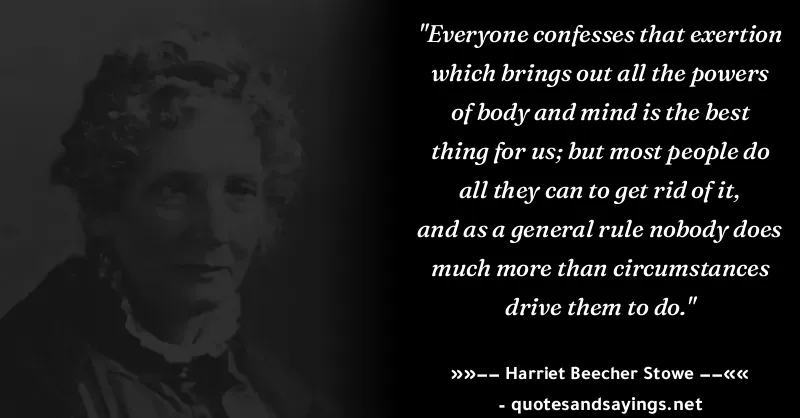 "Everyone confesses that exertion
which brings out all the powers
of body and mind is the best
thing for us; but most people do
all they can to get rid of it,
and as a general rule nobody does
much more than circumstances
drive them to do."
»»−− Harriet Beecher Stowe −−««
- quotesandsayings.net